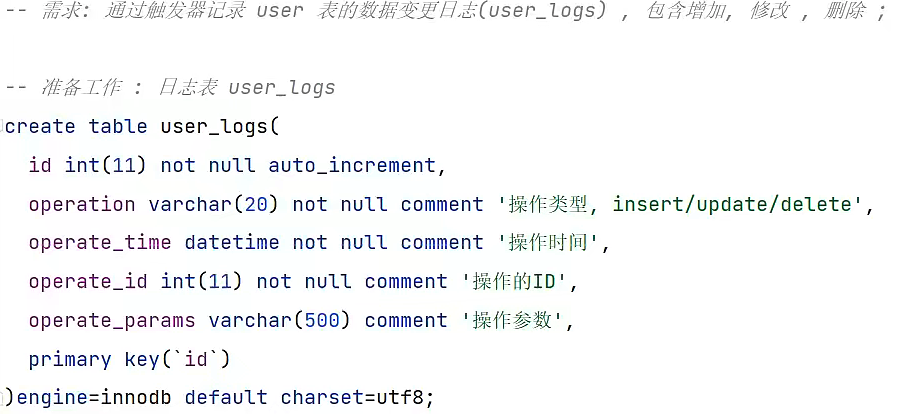 -- 需求: 通过触发器记录 user 表的数据变更日志(user_logs) , 包含增加, 修改 , 删除 ;
-- 准备工作 : 日志表 user_logs
create table user_logs(
id int(11) not null auto_increment,
operation varchar(20) not null comment '操作类型, insert/update/delete',
operate_time datetime not null comment '操作时间',
operate_id int(11) not null comment '操作的ID',
operate_params varchar(500) comment '操作参数',
primary key(`id`)
)engine=innodb default charset=utf8;